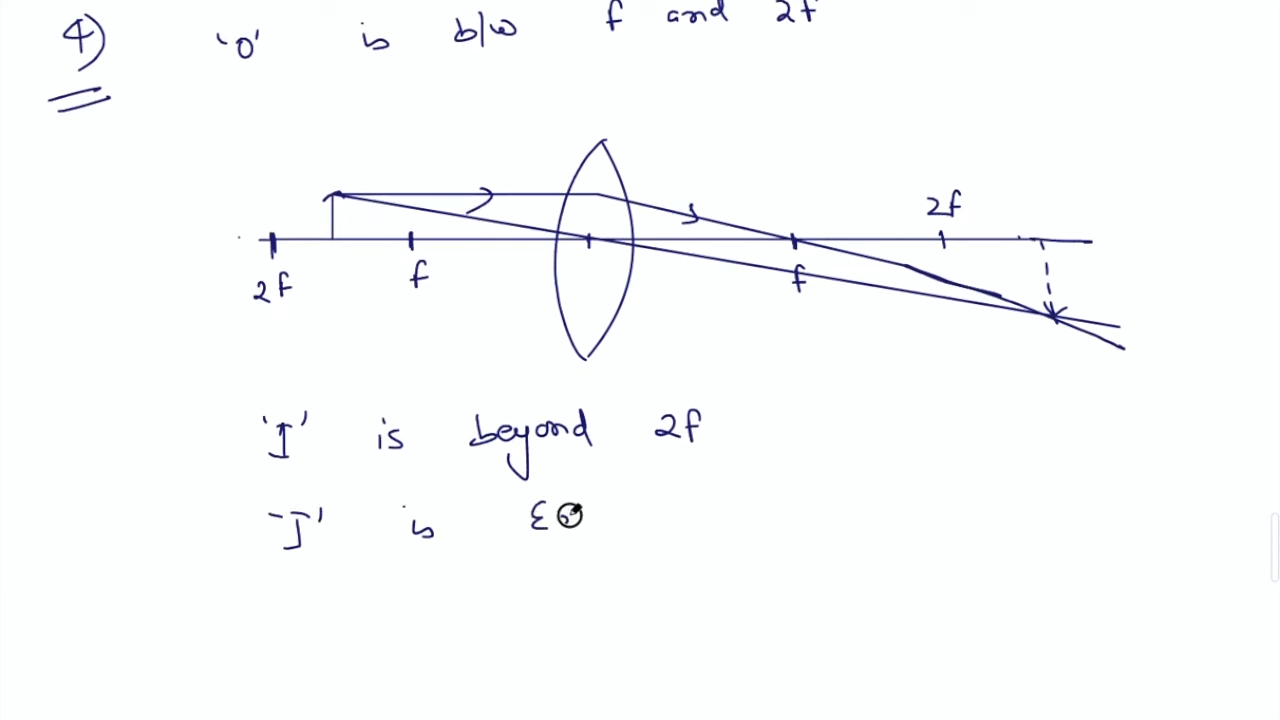 4) 'O' is b/w f and 2f
2f
2f f f
'I' is beyond 2f
'I' is